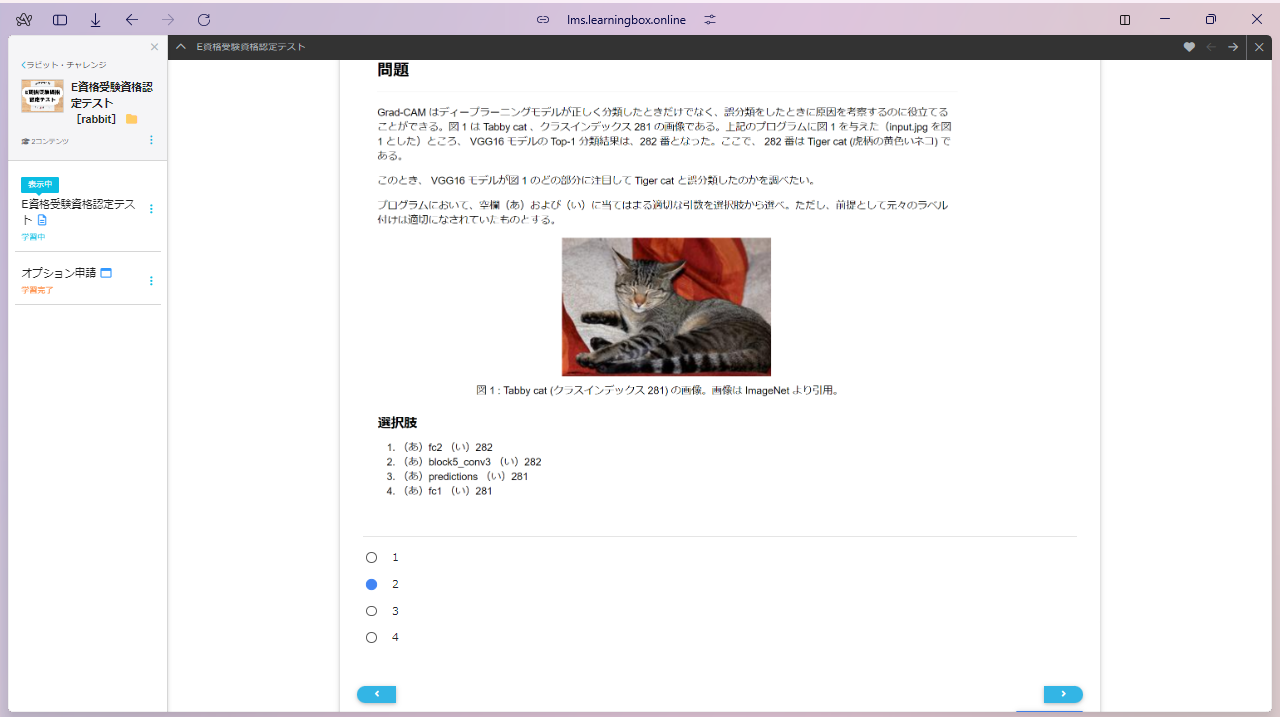 lms.learningbox.online
E資格受験資格認定テスト
ラビット・チャレンジ
E資格受験資格認定テスト
E資格受験資格認
定テスト
［rabbit］
2コンテンツ
表示中
E資格受験資格認定テス
ト
学習中
オプション申請
学習完了
問題
Grad-CAM はディープラーニングモデルが正しく分類したときだけでなく、誤分類をしたときに原因を考察するのに役立てる
ことができる。図 1 は Tabby cat 、クラスインデックス 281 の画像である。上記のプログラムに図 1 を与えた（input.jpg を図
1 とした）ところ、 VGG16 モデルの Top-1 分類結果は、282 番となった。ここで、 282 番は Tiger cat (虎柄の黄色いネコ) で
ある。
このとき、 VGG16 モデルが図 1 のどの部分に注目して Tiger cat と誤分類したのかを調べたい。
プログラムにおいて、空欄（あ）および（い）に当てはまる適切な引数を選択肢から選べ。ただし、前提として元々のラベル
付けは適切になされていたものとする。
図 1 : Tabby cat (クラスインデックス 281) の画像。画像は ImageNet より引用。
選択肢
1. （あ）fc2 （い）282
2. （あ）block5_conv3 （い）282
3. （あ）predictions （い）281
4. （あ）fc1 （い）281
1
2
3
4